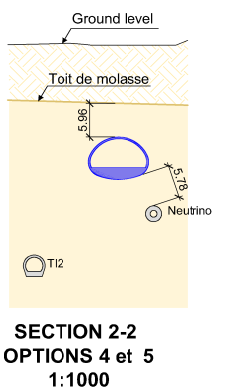 Ground level
Toit de molasse
5.96
5.78
Neutrino
TI2
SECTION 2-2
OPTIONS 4 et 5
1:1000